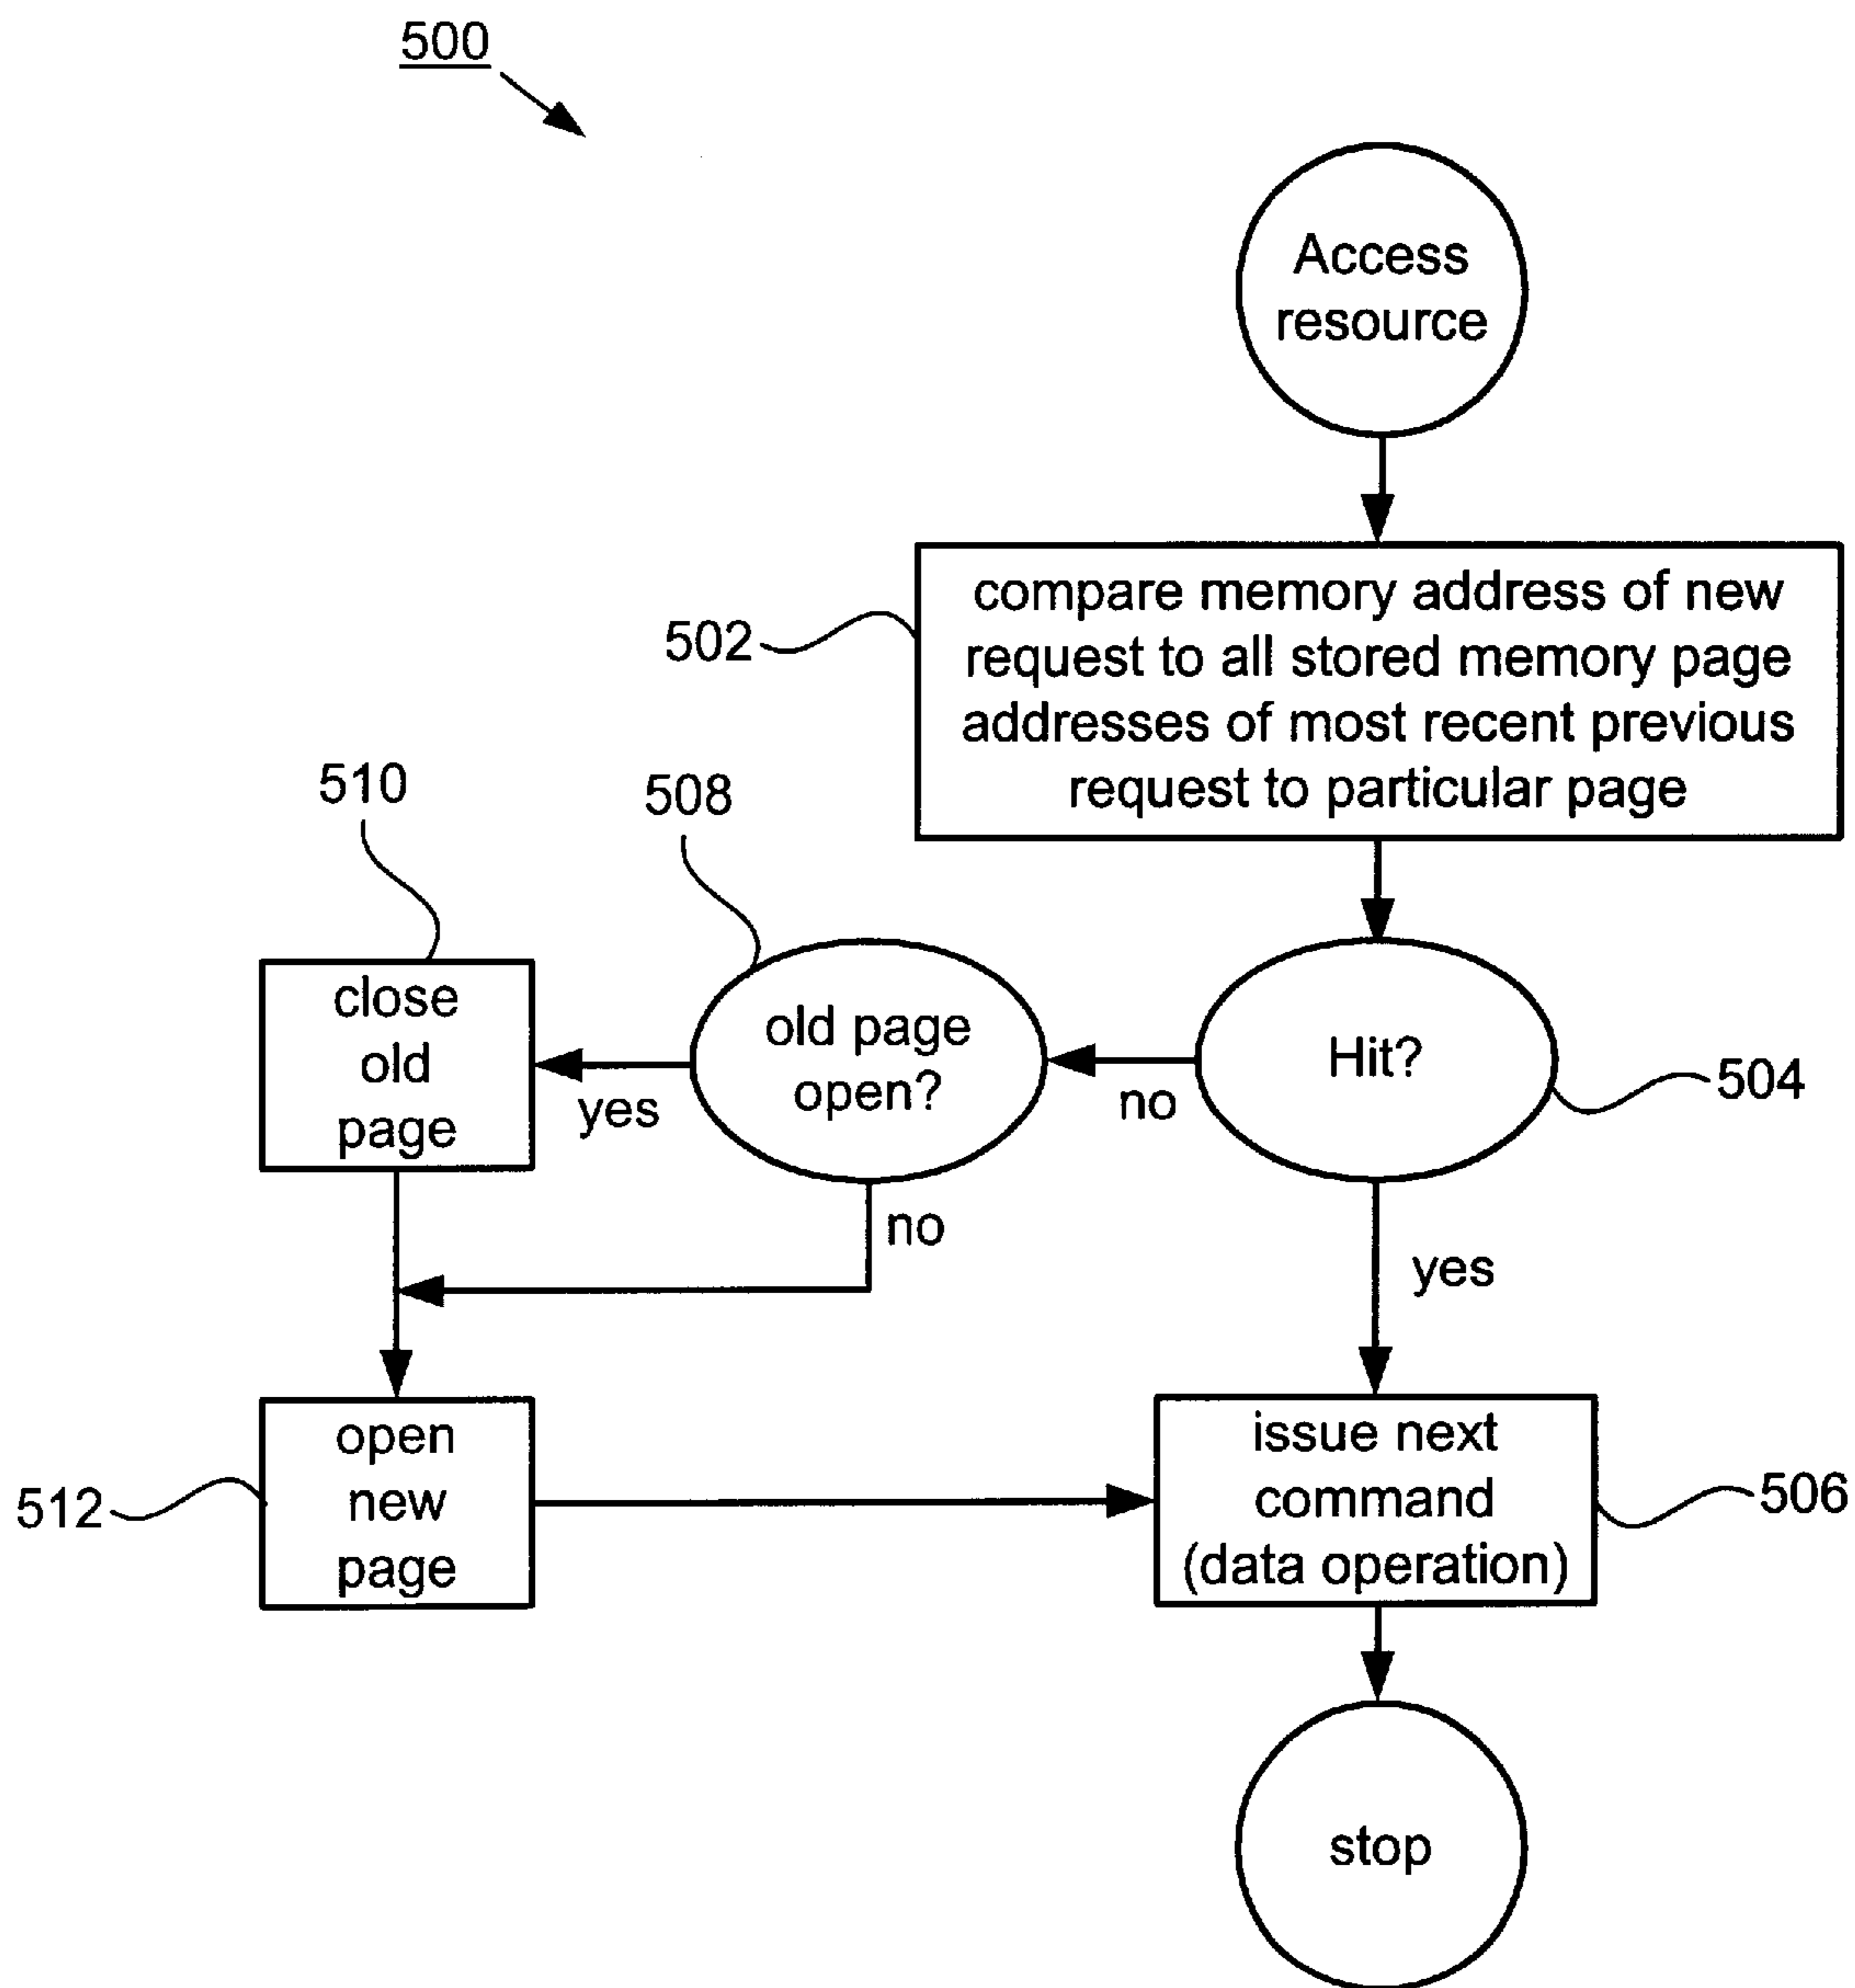 500
Access
resource
502
compare memory address of new
request to all stored memory page
addresses of most recent previous
request to particular page
510
508
close
old
page
yes
old page
open?
no
Hit?
504
no
yes
512
open
new
page
issue next
command
(data operation)
506
stop